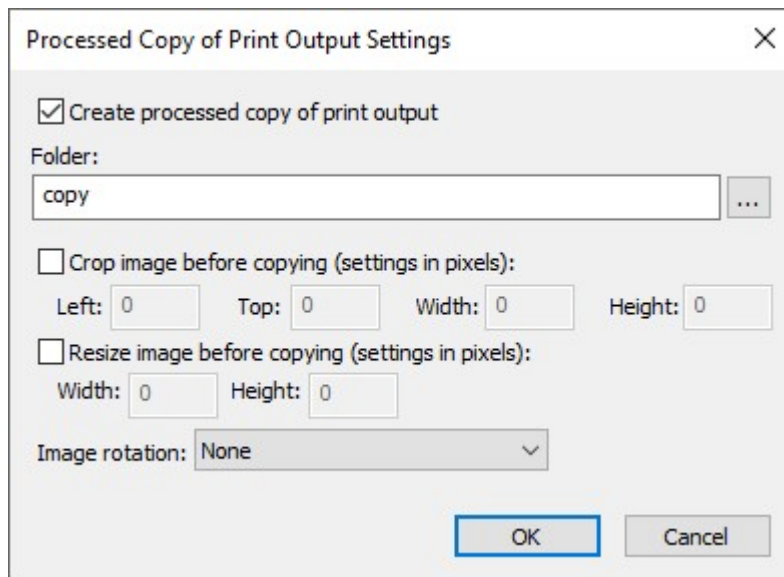 Processed Copy of Print Output Settings
Create processed copy of print output
Folder:
copy
...
Crop image before copying (settings in pixels):
Left: 0 Top: 0 Width: 0 Height: 0
Resize image before copying (settings in pixels):
Width: 0 Height: 0
Image rotation: None
OK Cancel